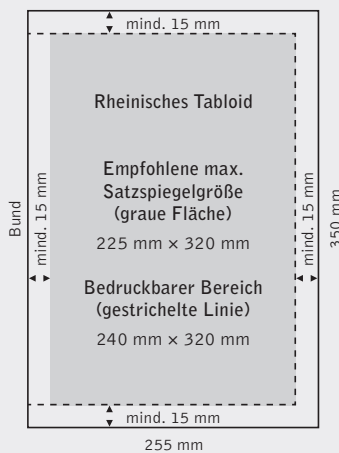 mind. 15 mm
Rheinisches Tabloid
Empfohlene max.
Satzspiegelgröße
(graue Fläche)
225 mm × 320 mm
Bedruckbarer Bereich
(gestrichelte Linie)
240 mm × 320 mm
Bund
mind. 15 mm
mind. 15 mm
350 mm
mind. 15 mm
255 mm